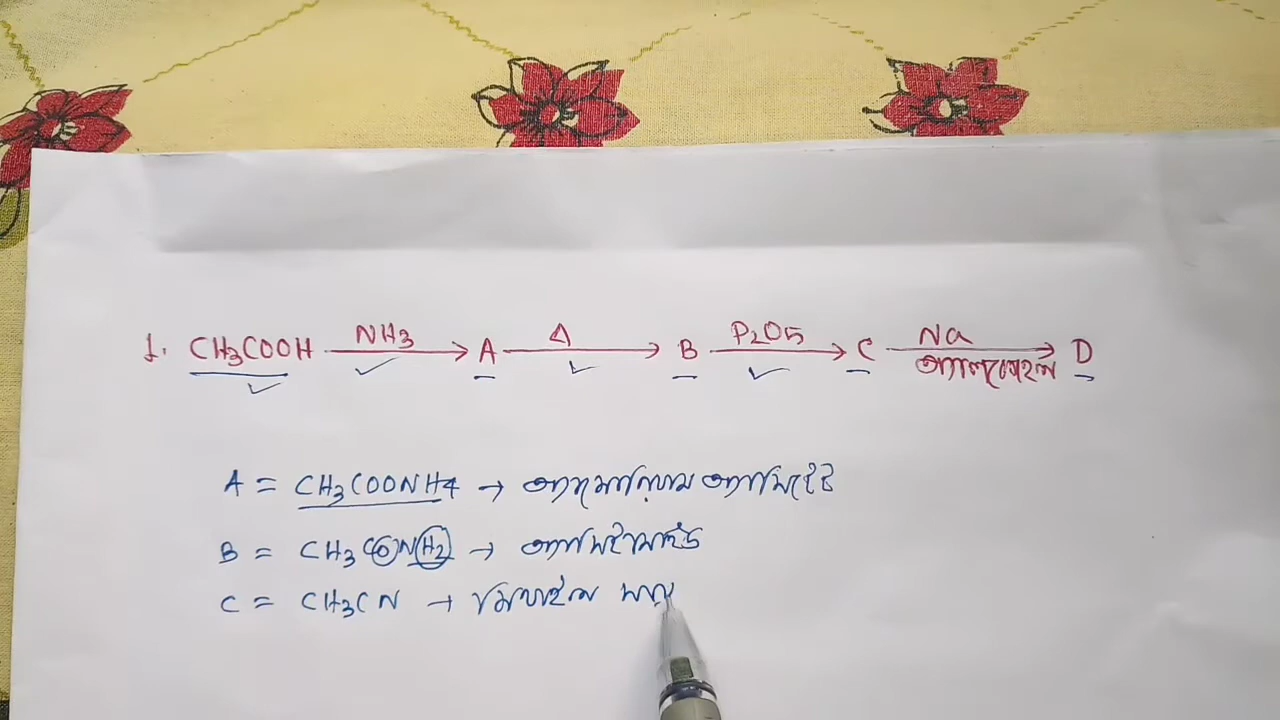 1. CH3COOH NH3 → A Δ → B P2O5 → C Na → D
অ্যালকোহল
A = CH3COONH4 → অ্যামোনিয়াম অ্যাসিটেট
B = CH3CONH2 → অ্যাসিটামাইড
C = CH3CN → মিথাইল